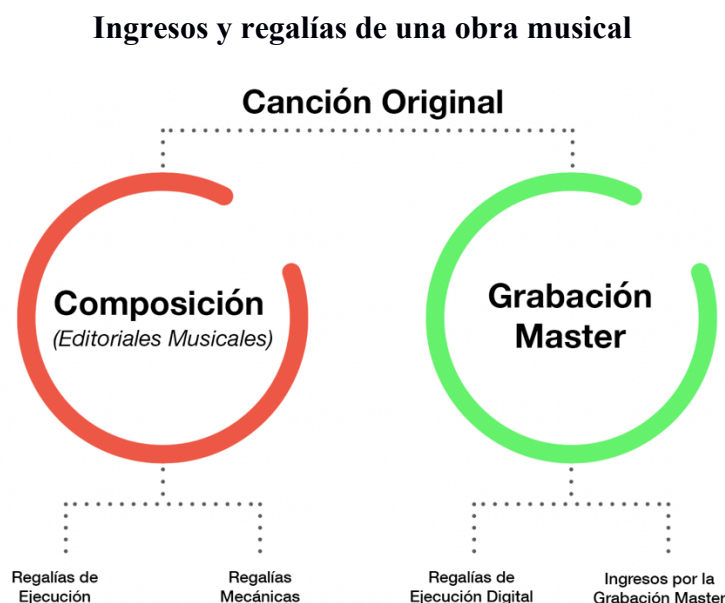 Ingresos y regalías de una obra musical
Canción Original
Composición
(Editoriales Musicales)
Grabación
Master
Regalías de
Ejecución
Regalías
Mecánicas
Regalías de
Ejecución Digital
Ingresos por la
Grabación Master